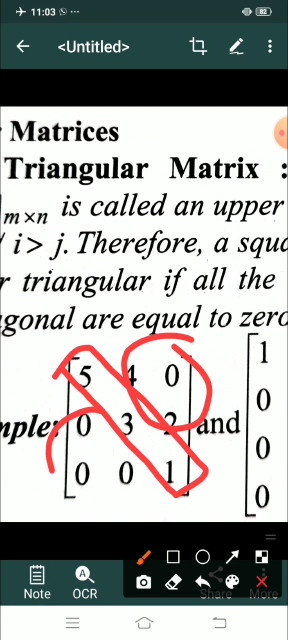 11:03
82
<Untitled>
Matrices
Triangular Matrix :
m×n is called an upper
i > j. Therefore, a squa
r triangular if all the
gonal are equal to zero
5 4 0
mple: 0 3 2 and
0 0 1
1
0
0
0
Note OCR Share More